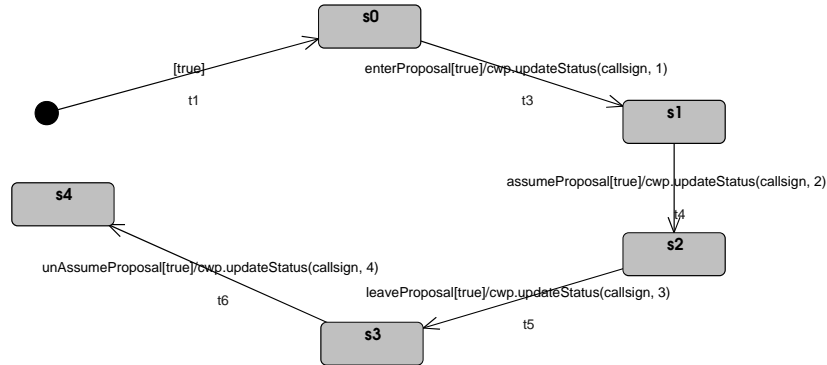 s0
[true]
enterProposal[true]/cwp.updateStatus(callsign, 1)
t1
t3
s1
assumeProposal[true]/cwp.updateStatus(callsign, 2)
s4
t4
s2
unAssumeProposal[true]/cwp.updateStatus(callsign, 4)
leaveProposal[true]/cwp.updateStatus(callsign, 3)
t6
t5
s3